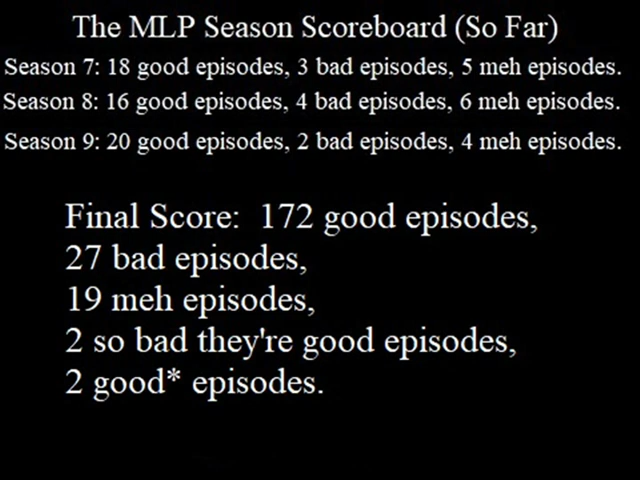 The MLP Season Scoreboard (So Far)
Season 7: 18 good episodes, 3 bad episodes, 5 meh episodes.
Season 8: 16 good episodes, 4 bad episodes, 6 meh episodes.
Season 9: 20 good episodes, 2 bad episodes, 4 meh episodes.
Final Score:  172 good episodes,
27 bad episodes,
19 meh episodes,
2 so bad they're good episodes,
2 good* episodes.